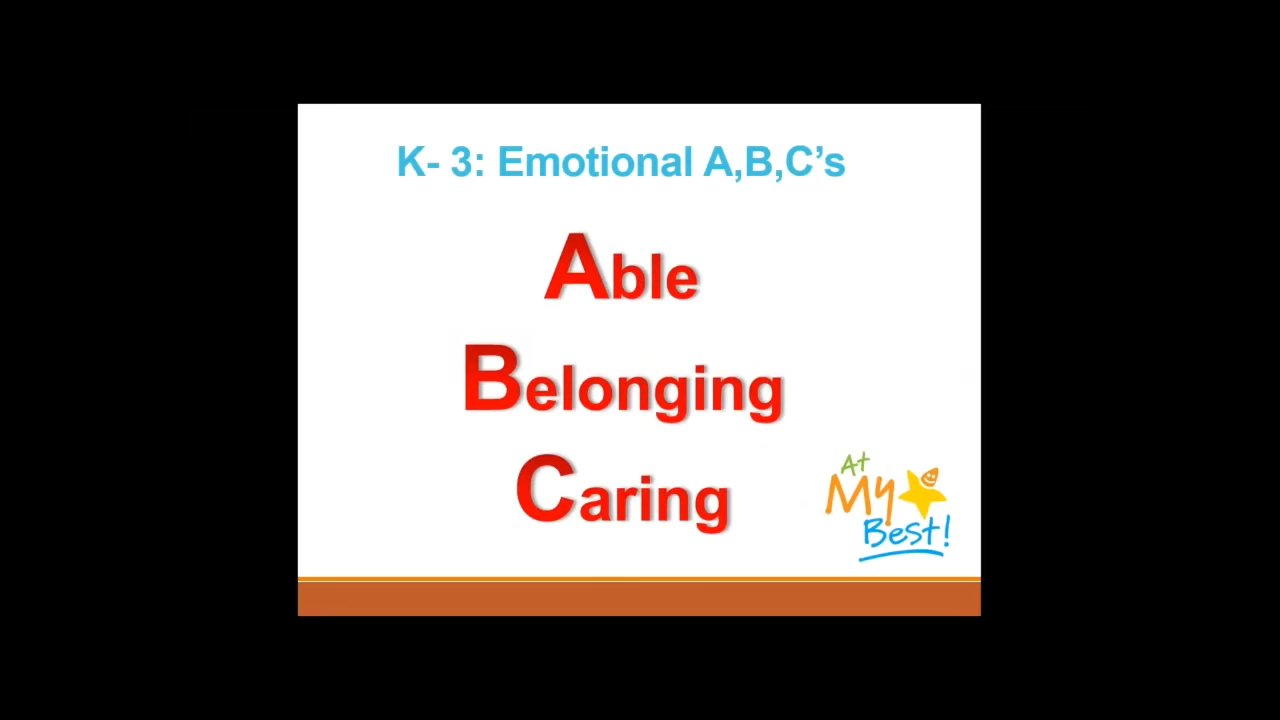 K- 3: Emotional A,B,C’s
Able
Belonging
Caring
At
My
Best!